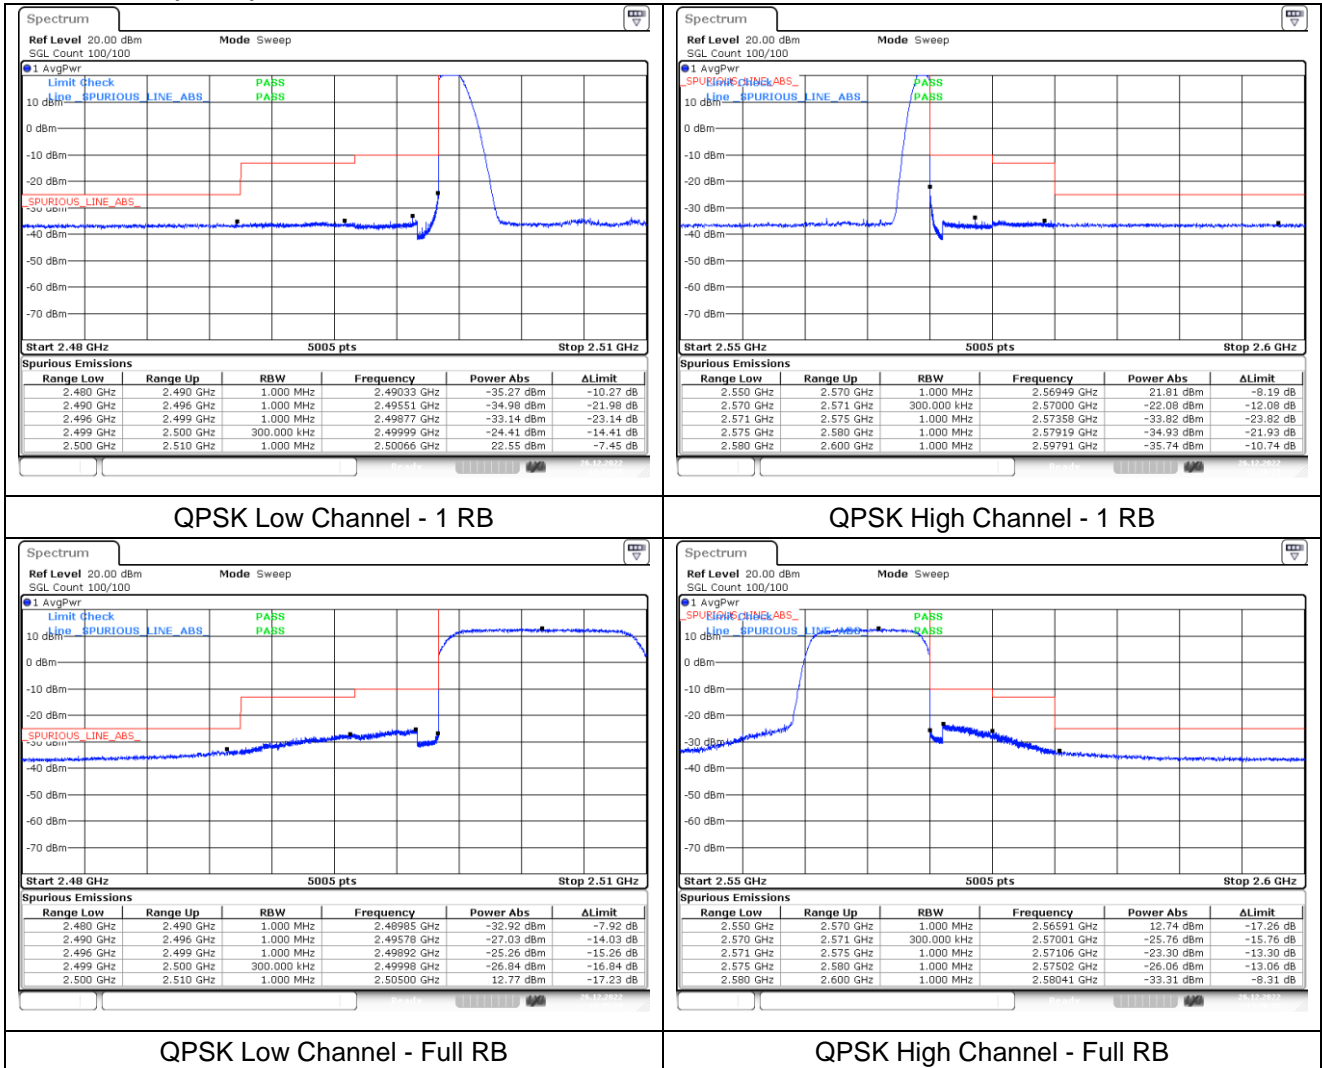 Spectrum
Ref Level 20.00 dBm Mode Sweep
SGL Count 100/100
1 AvgPwr
Limit Check PASS
Line _SPURIOUS_LINE_ABS_ PASS
10 dBm
0 dBm
-10 dBm
-20 dBm
_SPURIOUS_LINE_ABS_
-30 dBm
-40 dBm
-50 dBm
-60 dBm
-70 dBm
Start 2.48 GHz 5005 pts Stop 2.51 GHz
Spurious Emissions
Range Low Range Up RBW Frequency Power Abs ΔLimit
2.480 GHz 2.490 GHz 1.000 MHz 2.49033 GHz -35.27 dBm -10.27 dB
2.490 GHz 2.496 GHz 1.000 MHz 2.49551 GHz -34.98 dBm -21.98 dB
2.496 GHz 2.499 GHz 1.000 MHz 2.49877 GHz -33.14 dBm -23.14 dB
2.499 GHz 2.500 GHz 300.000 kHz 2.49999 GHz -24.41 dBm -14.41 dB
2.500 GHz 2.510 GHz 1.000 MHz 2.50066 GHz 22.55 dBm -7.45 dB
Ready 26.12.2022
QPSK Low Channel - 1 RB
Spectrum
Ref Level 20.00 dBm Mode Sweep
SGL Count 100/100
1 AvgPwr
_SPURIOUS_LINE_ABS_
Limit Check PASS
Line _SPURIOUS_LINE_ABS_ PASS
10 dBm
0 dBm
-10 dBm
-20 dBm
-30 dBm
-40 dBm
-50 dBm
-60 dBm
-70 dBm
Start 2.55 GHz 5005 pts Stop 2.6 GHz
Spurious Emissions
Range Low Range Up RBW Frequency Power Abs ΔLimit
2.550 GHz 2.570 GHz 1.000 MHz 2.56949 GHz 21.81 dBm -8.19 dB
2.570 GHz 2.571 GHz 300.000 kHz 2.57000 GHz -22.08 dBm -12.08 dB
2.571 GHz 2.575 GHz 1.000 MHz 2.57358 GHz -33.82 dBm -23.82 dB
2.575 GHz 2.580 GHz 1.000 MHz 2.57919 GHz -34.93 dBm -21.93 dB
2.580 GHz 2.600 GHz 1.000 MHz 2.59791 GHz -35.74 dBm -10.74 dB
Ready 26.12.2022
QPSK High Channel - 1 RB
Spectrum
Ref Level 20.00 dBm Mode Sweep
SGL Count 100/100
1 AvgPwr
Limit Check PASS
Line _SPURIOUS_LINE_ABS_ PASS
10 dBm
0 dBm
-10 dBm
-20 dBm
_SPURIOUS_LINE_ABS_
-30 dBm
-40 dBm
-50 dBm
-60 dBm
-70 dBm
Start 2.48 GHz 5005 pts Stop 2.51 GHz
Spurious Emissions
Range Low Range Up RBW Frequency Power Abs ΔLimit
2.480 GHz 2.490 GHz 1.000 MHz 2.48985 GHz -32.92 dBm -7.92 dB
2.490 GHz 2.496 GHz 1.000 MHz 2.49578 GHz -27.03 dBm -14.03 dB
2.496 GHz 2.499 GHz 1.000 MHz 2.49892 GHz -25.26 dBm -15.26 dB
2.499 GHz 2.500 GHz 300.000 kHz 2.49998 GHz -26.84 dBm -16.84 dB
2.500 GHz 2.510 GHz 1.000 MHz 2.50500 GHz 12.77 dBm -17.23 dB
Ready 26.12.2022
QPSK Low Channel - Full RB
Spectrum
Ref Level 20.00 dBm Mode Sweep
SGL Count 100/100
1 AvgPwr
_SPURIOUS_LINE_ABS_
Limit Check PASS
Line _SPURIOUS_LINE_ABS_ PASS
10 dBm
0 dBm
-10 dBm
-20 dBm
-30 dBm
-40 dBm
-50 dBm
-60 dBm
-70 dBm
Start 2.55 GHz 5005 pts Stop 2.6 GHz
Spurious Emissions
Range Low Range Up RBW Frequency Power Abs ΔLimit
2.550 GHz 2.570 GHz 1.000 MHz 2.56591 GHz 12.74 dBm -17.26 dB
2.570 GHz 2.571 GHz 300.000 kHz 2.57001 GHz -25.76 dBm -15.76 dB
2.571 GHz 2.575 GHz 1.000 MHz 2.57106 GHz -23.30 dBm -13.30 dB
2.575 GHz 2.580 GHz 1.000 MHz 2.57502 GHz -26.06 dBm -13.06 dB
2.580 GHz 2.600 GHz 1.000 MHz 2.58041 GHz -33.31 dBm -8.31 dB
Ready 26.12.2022
QPSK High Channel - Full RB